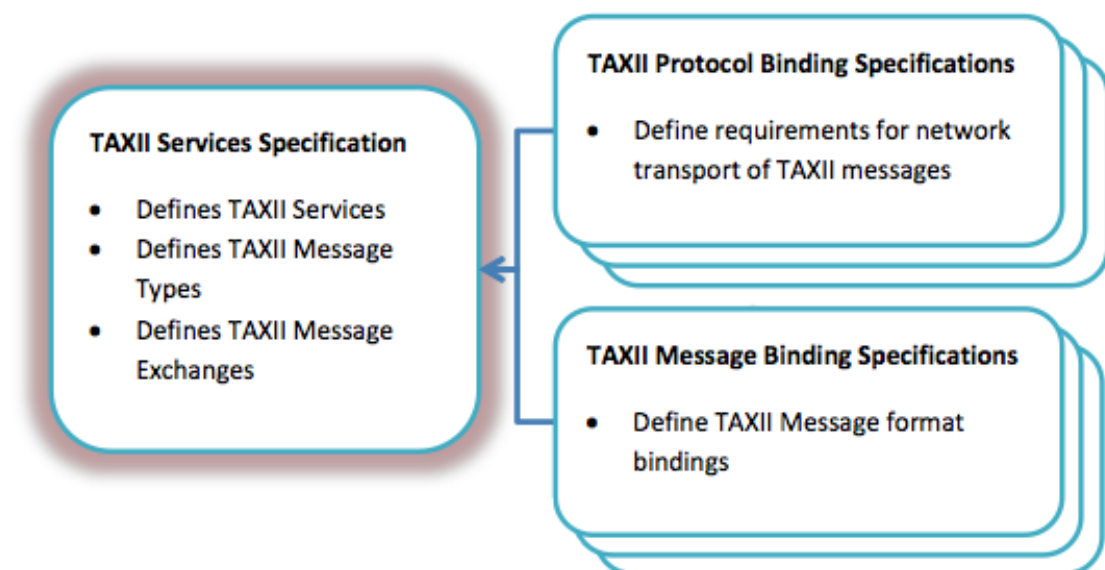 TAXII Services Specification
• Defines TAXII Services
• Defines TAXII Message
Types
• Defines TAXII Message
Exchanges
TAXII Protocol Binding Specifications
• Define requirements for network
transport of TAXII messages
TAXII Message Binding Specifications
• Define TAXII Message format
bindings